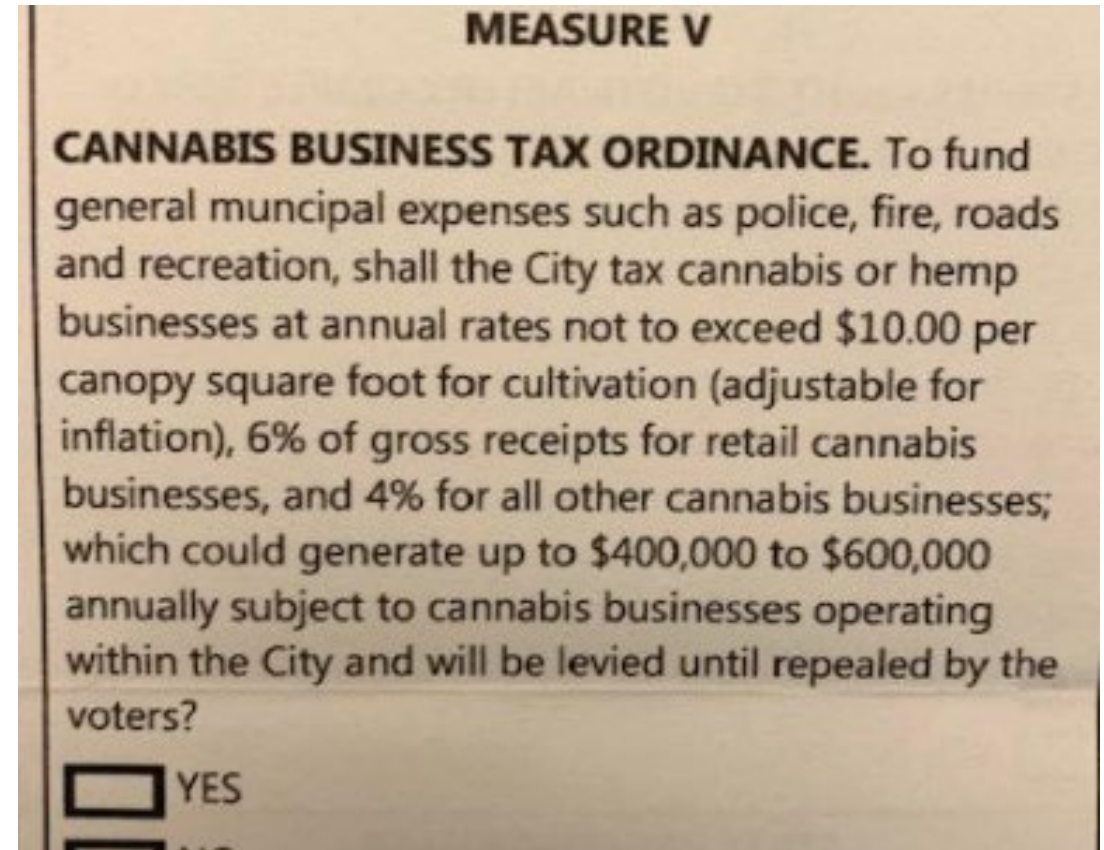 MEASURE V
CANNABIS BUSINESS TAX ORDINANCE. To fund
general muncipal expenses such as police, fire, roads
and recreation, shall the City tax cannabis or hemp
businesses at annual rates not to exceed $10.00 per
canopy square foot for cultivation (adjustable for
inflation), 6% of gross receipts for retail cannabis
businesses, and 4% for all other cannabis businesses;
which could generate up to $400,000 to $600,000
annually subject to cannabis businesses operating
within the City and will be levied until repealed by the
voters?
YES